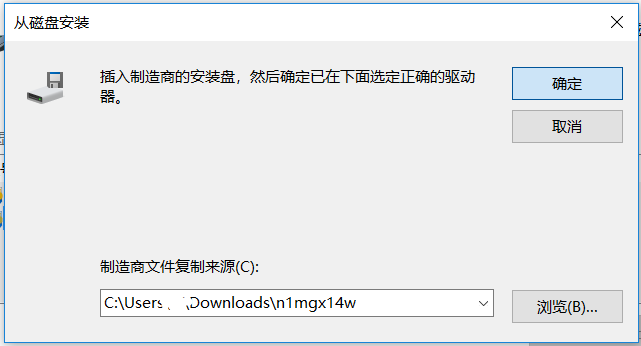 从磁盘安装
插入制造商的安装盘，然后确定已在下面选定正确的驱动
器。
确定
取消
制造商文件复制来源(C):
C:\Users \Downloads\n1mgx14w
浏览(B)...